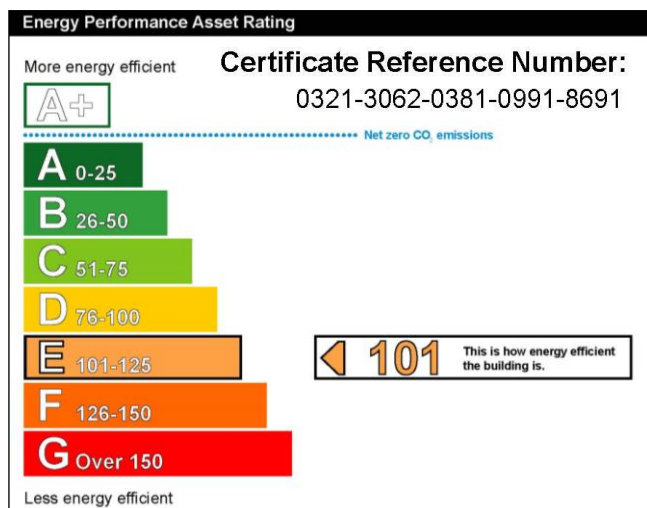 Energy Performance Asset Rating
More energy efficient
Certificate Reference Number:
0321-3062-0381-0991-8691
A+
Net zero CO₂ emissions
A 0-25
B 26-50
C 51-75
D 76-100
E 101-125
101
This is how energy efficient
the building is.
F 126-150
G Over 150
Less energy efficient